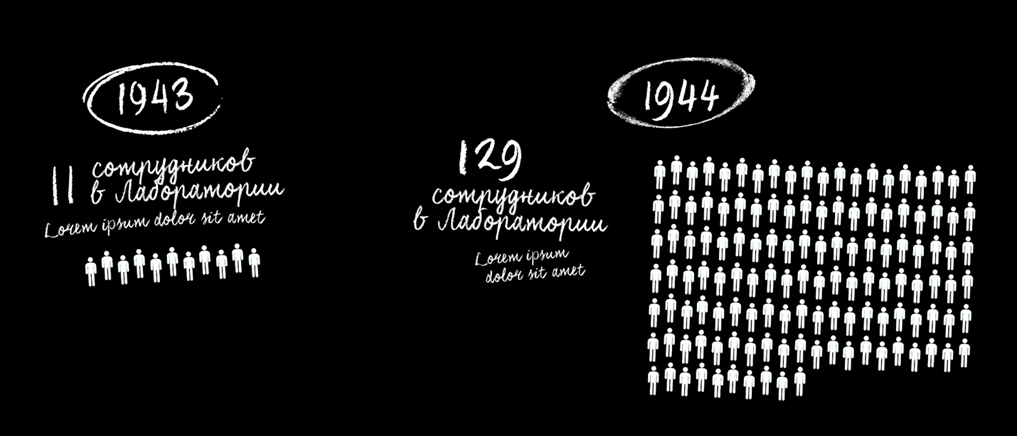 1943
11 сотрудников
в Лаборатории
Lorem ipsum dolor sit amet
1944
129
сотрудников
в Лаборатории
Lorem ipsum
dolor sit amet